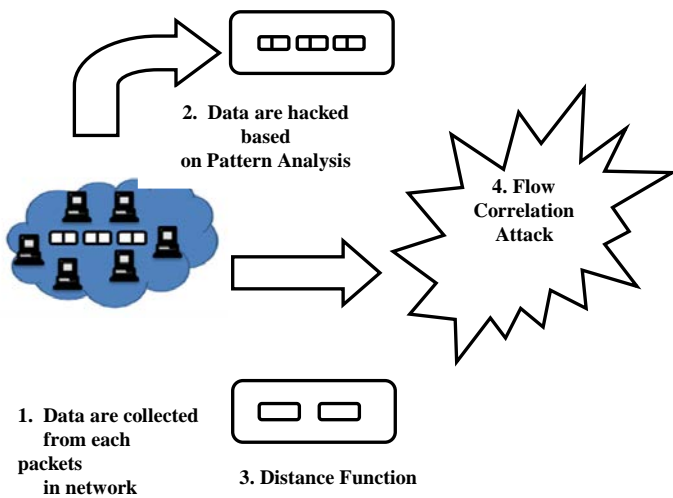 2. Data are hacked
based
on Pattern Analysis
4. Flow
Correlation
Attack
1. Data are collected
from each
packets
in network
3. Distance Function